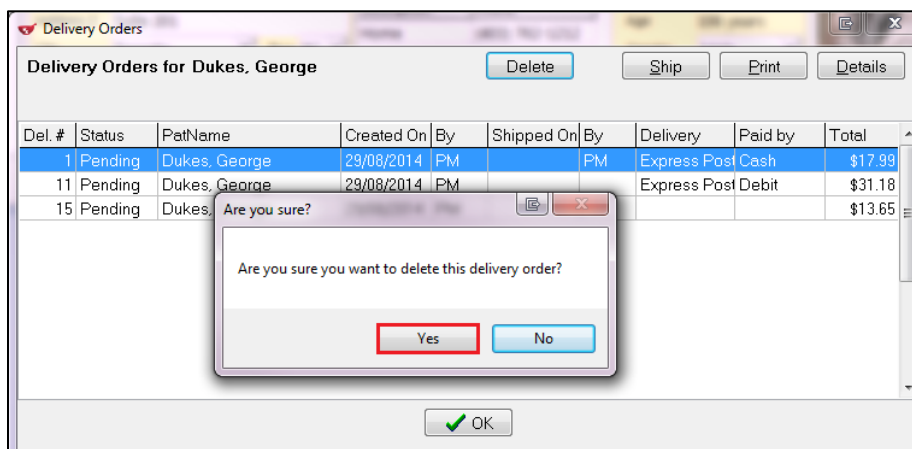 Delivery Orders
Delivery Orders for Dukes, George Delete Ship Print Details
Del. # Status PatName Created On By Shipped On By Delivery Paid by Total
1 Pending Dukes, George 29/08/2014 PM PM Express Post Cash $17.99
11 Pending Dukes, George 29/08/2014 PM Express Post Debit $31.18
15 Pending Dukes, $13.65
Are you sure?
Are you sure you want to delete this delivery order?
Yes No
OK